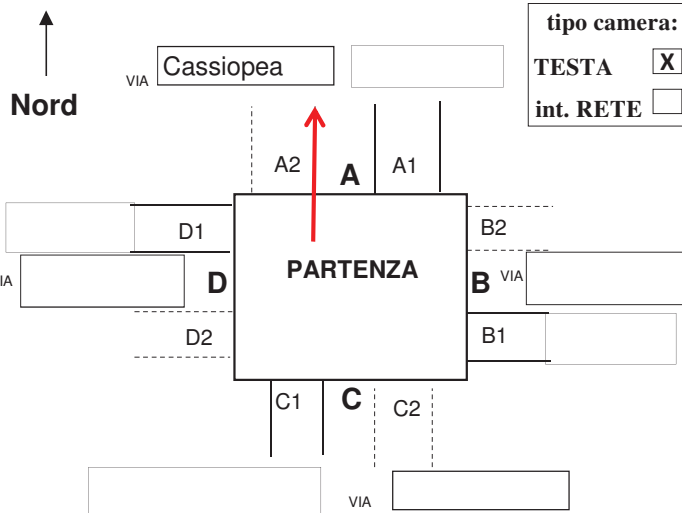 tipo camera:
VIA Cassiopea
TESTA X
Nord
int. RETE
A2 A A1
D1 B2
PARTENZA
VIA D B VIA
D2 B1
C1 C C2
VIA